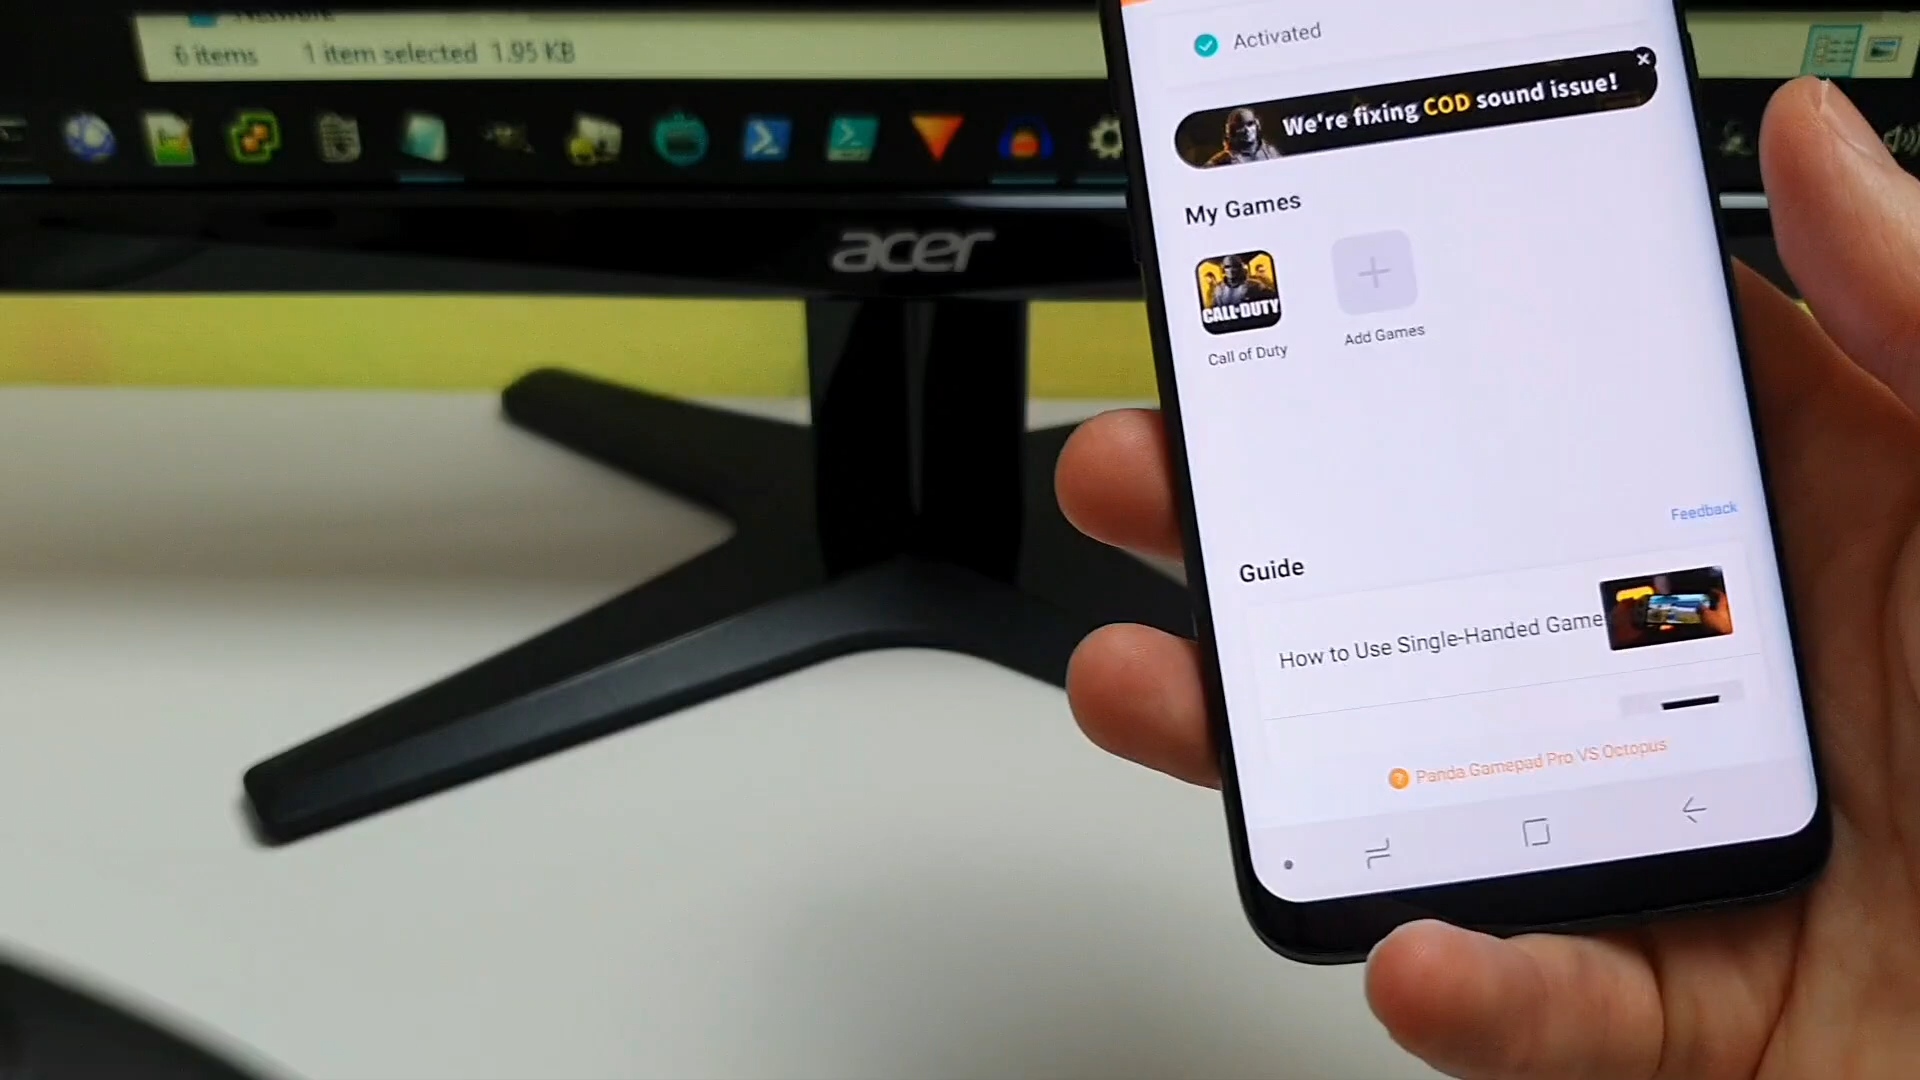 6 items 1 item selected 1.95 KB
acer
Activated
We're fixing COD sound issue!
My Games
CALL OF DUTY
Call of Duty
Add Games
Feedback
Guide
How to Use Single-Handed Game
Panda Gamepad Pro VS Octopus